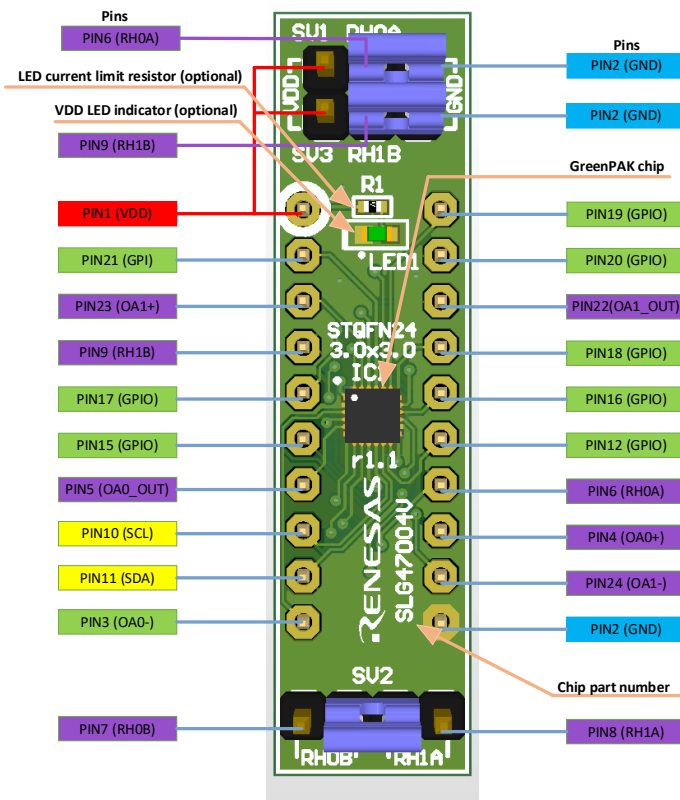 Pins
PIN6 (RH0A)
LED current limit resistor (optional)
VDD LED indicator (optional)
PIN9 (RH1B)
PIN1 (VDD)
PIN21 (GPI)
PIN23 (OA1+)
PIN9 (RH1B)
PIN17 (GPIO)
PIN15 (GPIO)
PIN5 (OA0_OUT)
PIN10 (SCL)
PIN11 (SDA)
PIN3 (OA0-)
PIN7 (RH0B)
SV1 RH0A
VDD
GND
SV3 RH1B
R1
LED1
STQFN24
3.0x3.0
IC1
r1.1
RENESAS
SLG47004V
SV2
RH0B RH1A
Pins
PIN2 (GND)
PIN2 (GND)
GreenPAK chip
PIN19 (GPIO)
PIN20 (GPIO)
PIN22(OA1_OUT)
PIN18 (GPIO)
PIN16 (GPIO)
PIN12 (GPIO)
PIN6 (RH0A)
PIN4 (OA0+)
PIN24 (OA1-)
PIN2 (GND)
Chip part number
PIN8 (RH1A)